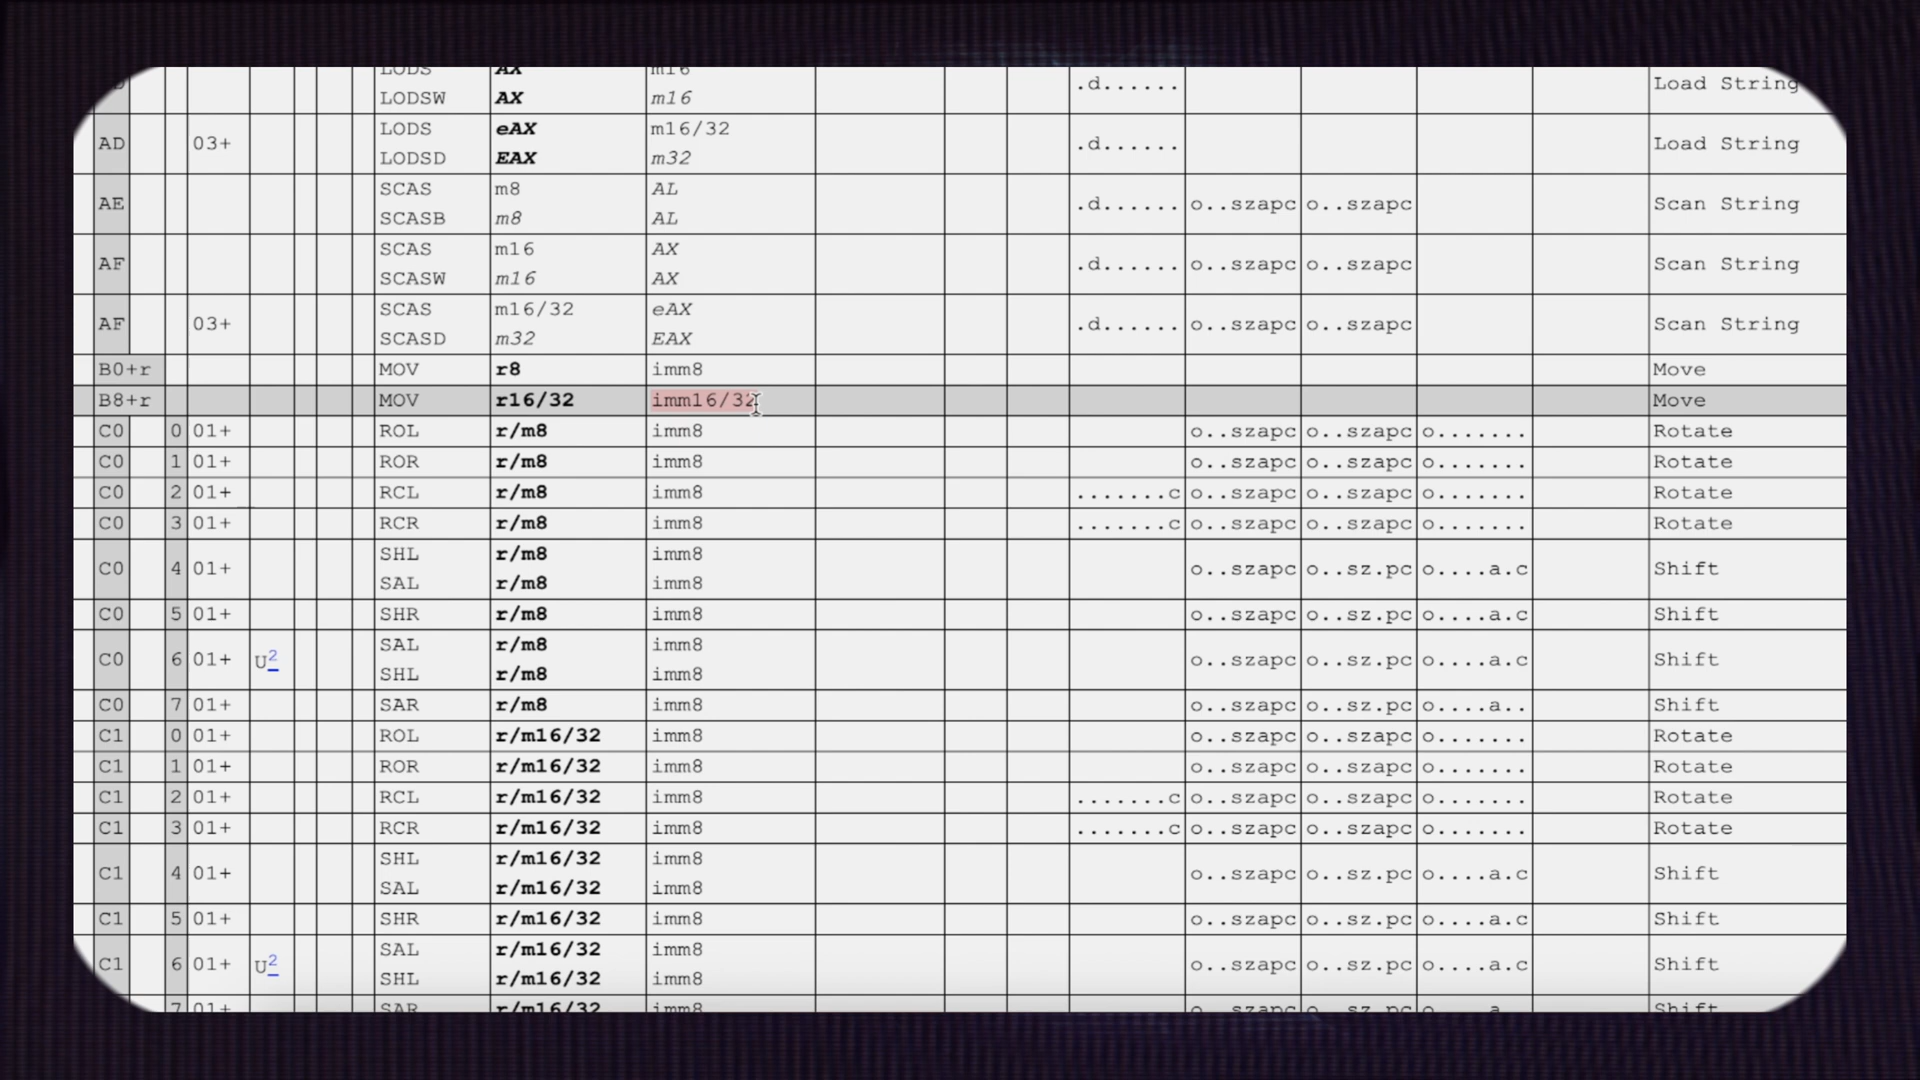 LODS AX m16
LODSW AX m16 .d...... Load String
AD 03+ LODS eAX m16/32
LODSD EAX m32 .d...... Load String
AE SCAS m8 AL
SCASB m8 AL .d...... o..szapc o..szapc Scan String
AF SCAS m16 AX
SCASW m16 AX .d...... o..szapc o..szapc Scan String
AF 03+ SCAS m16/32 eAX
SCASD m32 EAX .d...... o..szapc o..szapc Scan String
B0+r MOV r8 imm8 Move
B8+r MOV r16/32 imm16/32 Move
C0 0 01+ ROL r/m8 imm8 o..szapc o..szapc o....... Rotate
C0 1 01+ ROR r/m8 imm8 o..szapc o..szapc o....... Rotate
C0 2 01+ RCL r/m8 imm8 .......c o..szapc o..szapc o....... Rotate
C0 3 01+ RCR r/m8 imm8 .......c o..szapc o..szapc o....... Rotate
C0 4 01+ SHL r/m8 imm8
SAL r/m8 imm8 o..szapc o..sz.pc o....a.c Shift
C0 5 01+ SHR r/m8 imm8 o..szapc o..sz.pc o....a.c Shift
C0 6 01+ U2 SAL r/m8 imm8
SHL r/m8 imm8 o..szapc o..sz.pc o....a.c Shift
C0 7 01+ SAR r/m8 imm8 o..szapc o..sz.pc o....a.. Shift
C1 0 01+ ROL r/m16/32 imm8 o..szapc o..szapc o....... Rotate
C1 1 01+ ROR r/m16/32 imm8 o..szapc o..szapc o....... Rotate
C1 2 01+ RCL r/m16/32 imm8 .......c o..szapc o..szapc o....... Rotate
C1 3 01+ RCR r/m16/32 imm8 .......c o..szapc o..szapc o....... Rotate
C1 4 01+ SHL r/m16/32 imm8
SAL r/m16/32 imm8 o..szapc o..sz.pc o....a.c Shift
C1 5 01+ SHR r/m16/32 imm8 o..szapc o..sz.pc o....a.c Shift
C1 6 01+ U2 SAL r/m16/32 imm8
SHL r/m16/32 imm8 o..szapc o..sz.pc o....a.c Shift
7 01+ SAR r/m16/32 imm8 Shift